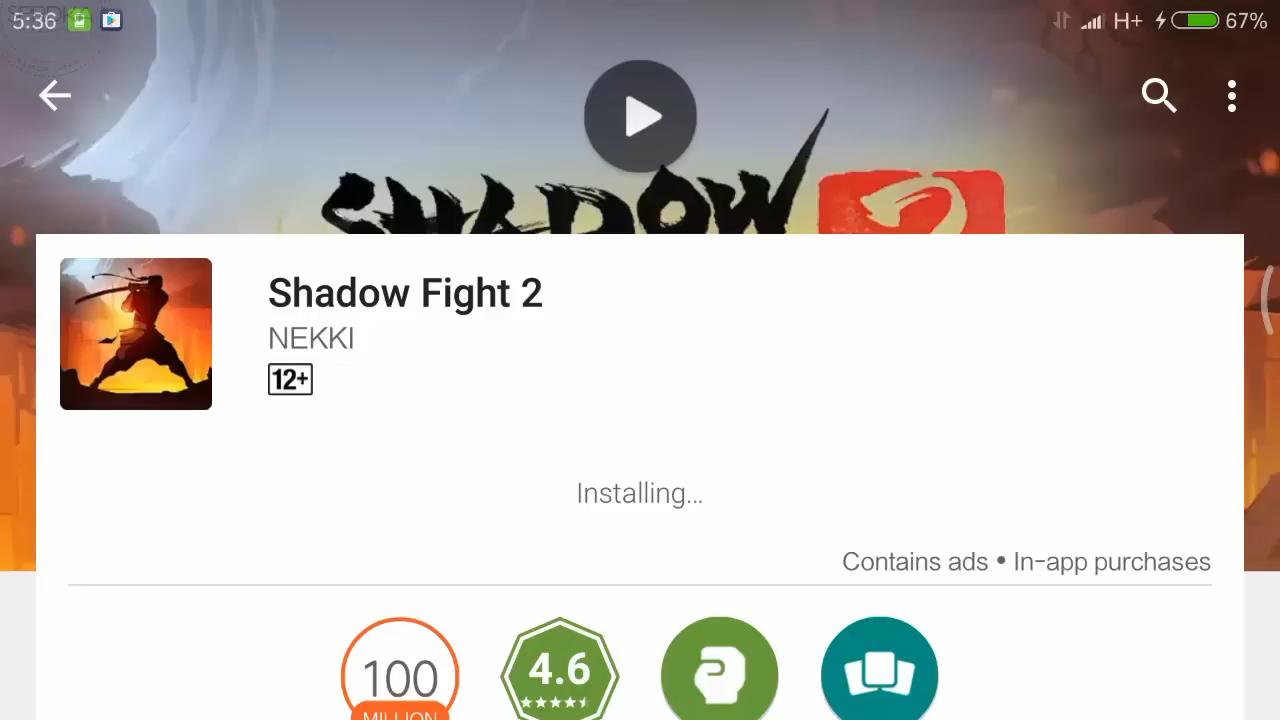 5:36
H+
67%
SHADOW 2
Shadow Fight 2
NEKKI
12+
Installing...
Contains ads • In-app purchases
100
MILLION
4.6